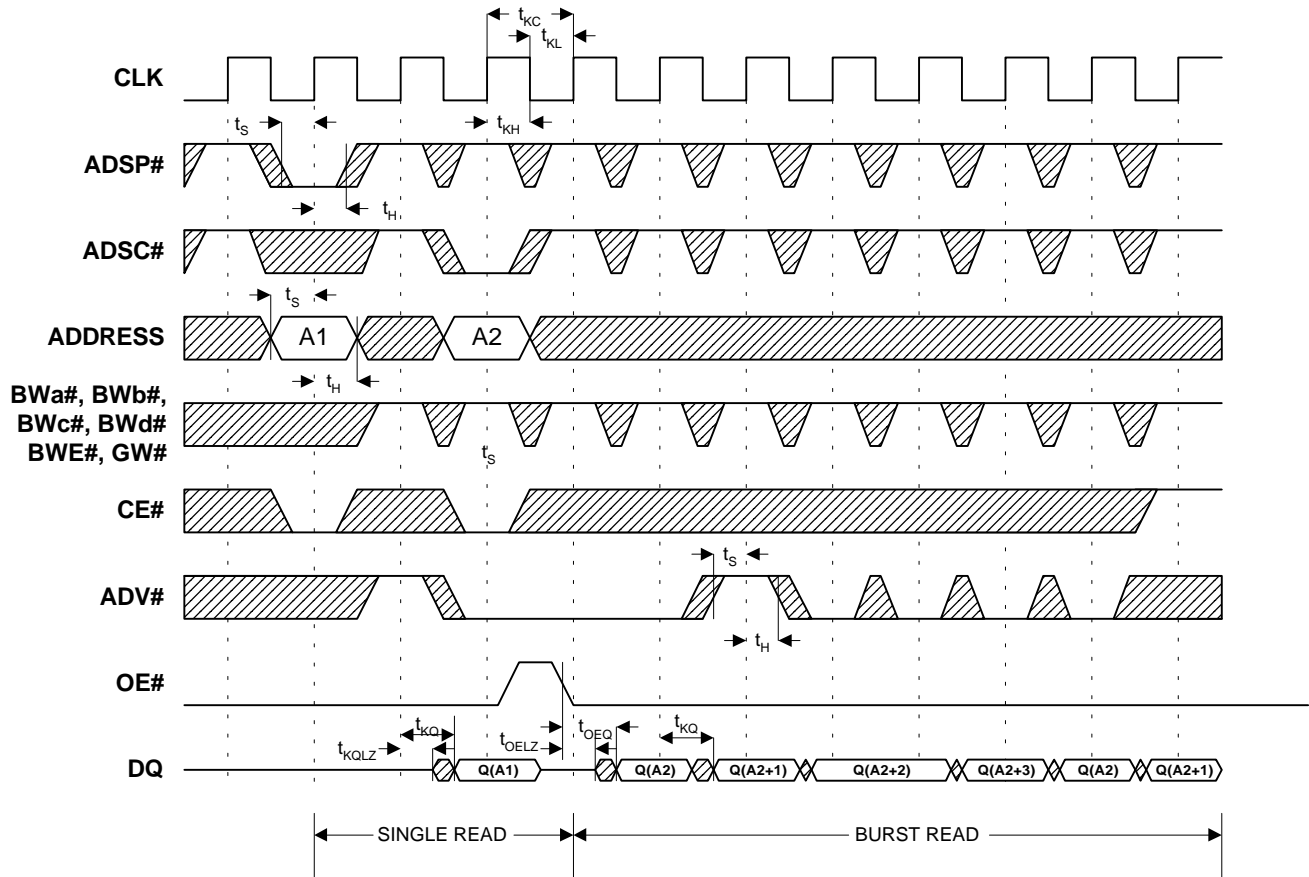 tKC
tKL
CLK
tS
tKH
ADSP#
tH
ADSC#
tS
ADDRESS
A1
A2
tH
BWa#, BWb#,
BWc#, BWd#
BWE#, GW#
tS
CE#
tS
ADV#
tH
OE#
tKQ
tOEQ
tKQ
tKQLZ
tOELZ
DQ
Q(A1)
Q(A2)
Q(A2+1)
Q(A2+2)
Q(A2+3)
Q(A2)
Q(A2+1)
SINGLE READ
BURST READ